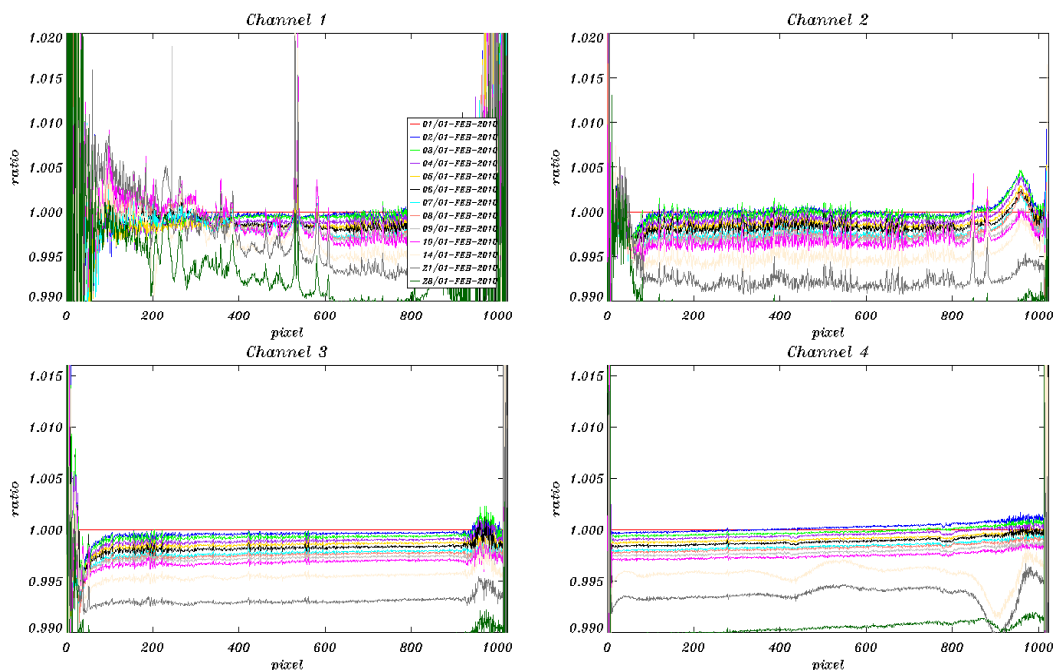 Channel 1
1.020
1.015
1.010
1.005
1.000
0.995
0.990
ratio
0 200 400 600 800 1000
pixel
01/01-FEB-2010
02/01-FEB-2010
03/01-FEB-2010
04/01-FEB-2010
05/01-FEB-2010
06/01-FEB-2010
07/01-FEB-2010
08/01-FEB-2010
09/01-FEB-2010
10/01-FEB-2010
14/01-FEB-2010
21/01-FEB-2010
28/01-FEB-2010
Channel 2
1.020
1.015
1.010
1.005
1.000
0.995
0.990
ratio
0 200 400 600 800 1000
pixel
Channel 3
1.015
1.010
1.005
1.000
0.995
0.990
ratio
0 200 400 600 800 1000
pixel
Channel 4
1.015
1.010
1.005
1.000
0.995
0.990
ratio
0 200 400 600 800 1000
pixel